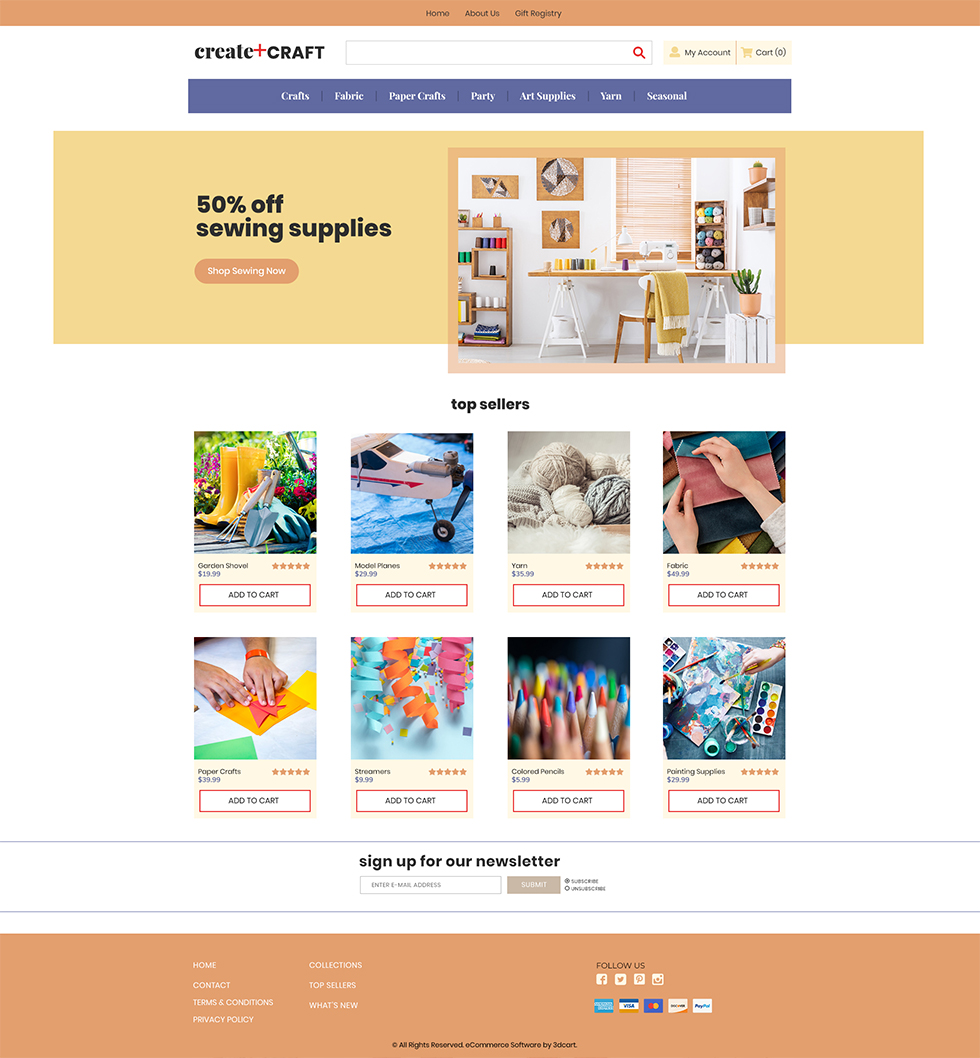 Home About Us Gift Registry
create+CRAFT
My Account Cart (0)
Crafts | Fabric | Paper Crafts | Party | Art Supplies | Yarn | Seasonal
50% off
sewing supplies
Shop Sewing Now
top sellers
Garden Shovel
$19.99
ADD TO CART
Model Planes
$29.99
ADD TO CART
Yarn
$35.99
ADD TO CART
Fabric
$49.99
ADD TO CART
Paper Crafts
$39.99
ADD TO CART
Streamers
$9.99
ADD TO CART
Colored Pencils
$5.99
ADD TO CART
Painting Supplies
$29.99
ADD TO CART
sign up for our newsletter
ENTER E-MAIL ADDRESS
SUBMIT
SUBSCRIBE
UNSUBSCRIBE
HOME
CONTACT
TERMS & CONDITIONS
PRIVACY POLICY
COLLECTIONS
TOP SELLERS
WHAT'S NEW
FOLLOW US
VISA
DISCOVER
PayPal
© All Rights Reserved. eCommerce Software by 3dcart.